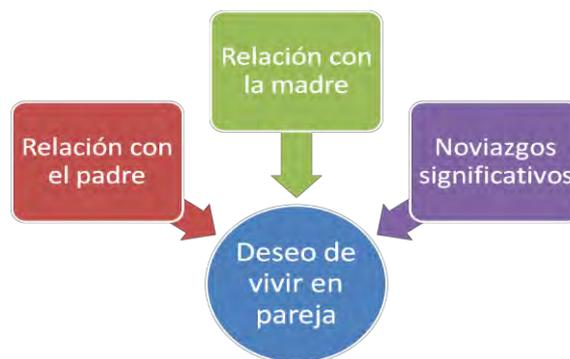 Relación con
la madre
Relación con
el padre
Noviazgos
significativos
Deseo de
vivir en
pareja